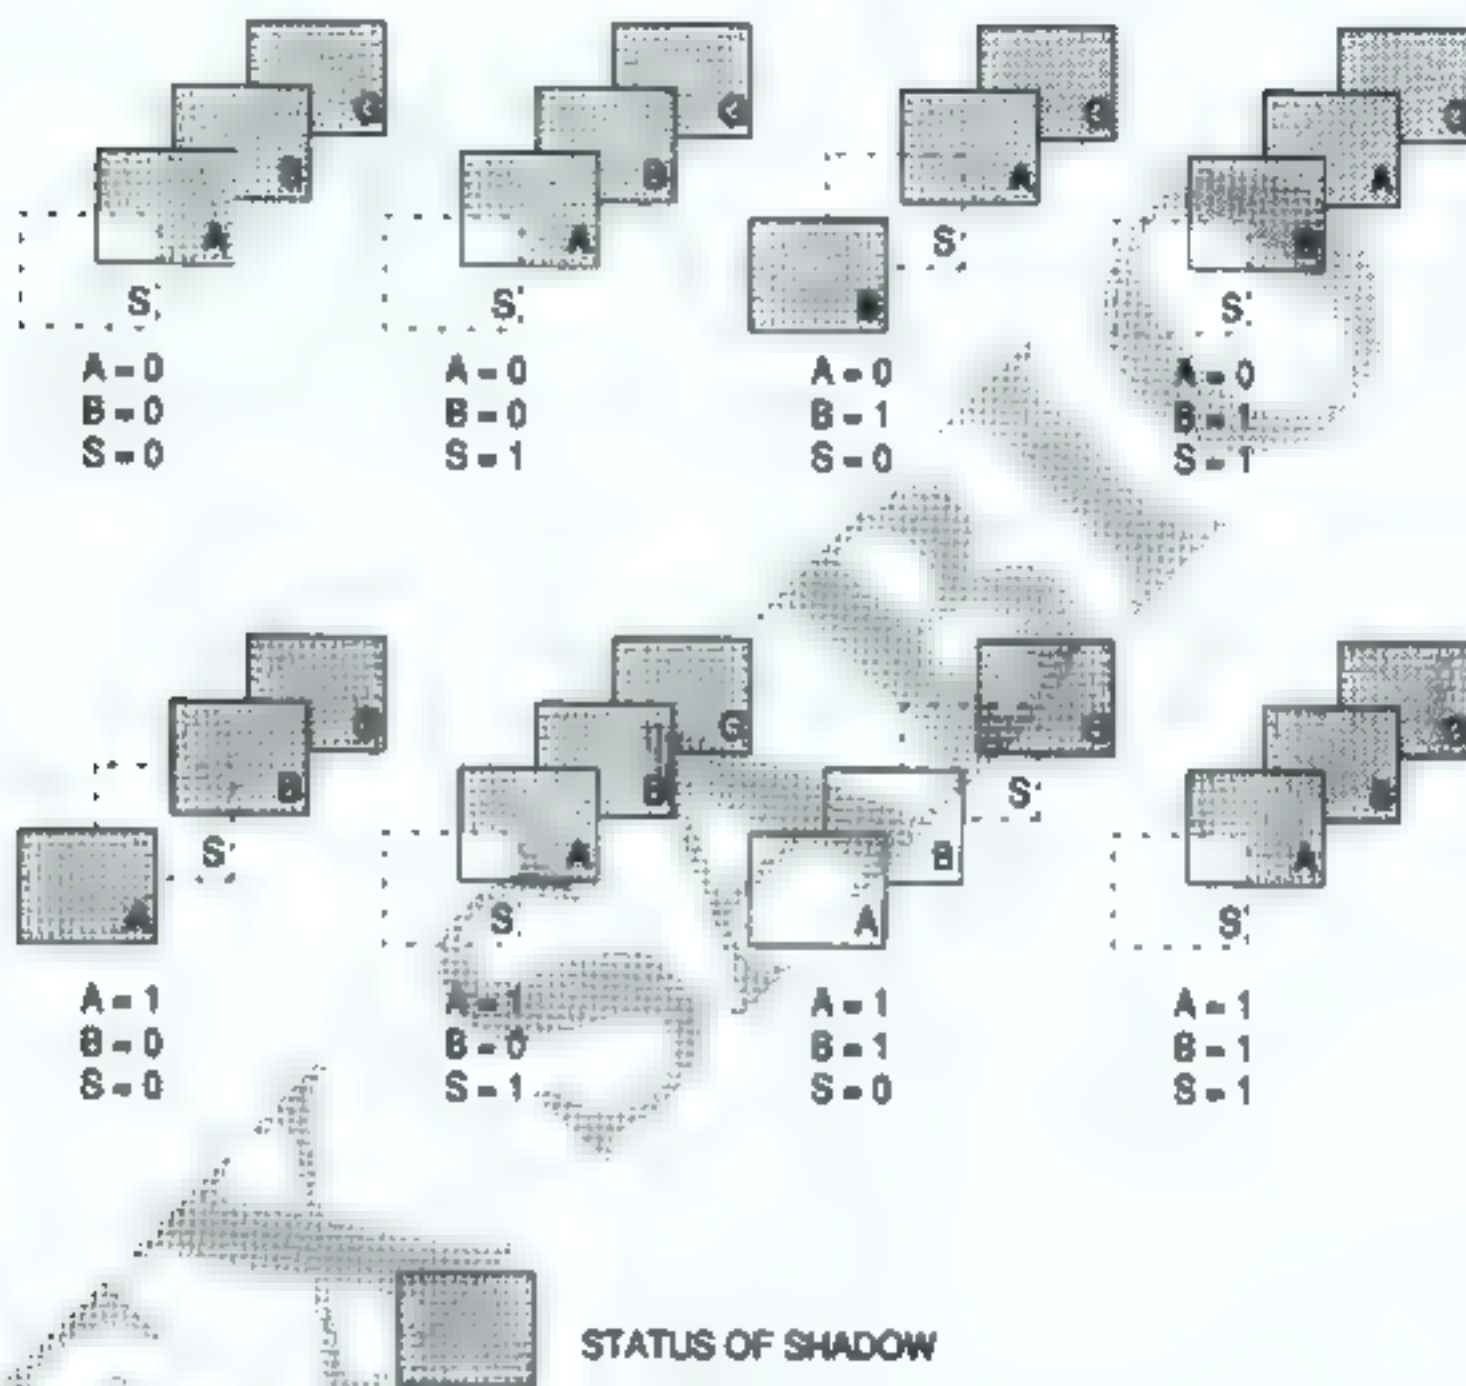 C C C C
B B A A
A A B B
S S S S
A = 0 A = 0 A = 0 A = 0
B = 0 B = 0 B = 1 B = 1
S = 0 S = 1 S = 0 S = 1
C C C C
B B B B
A A A A
S S S S
A = 1 A = 1 A = 1 A = 1
B = 0 B = 0 B = 1 B = 1
S = 0 S = 1 S = 0 S = 1
STATUS OF SHADOW